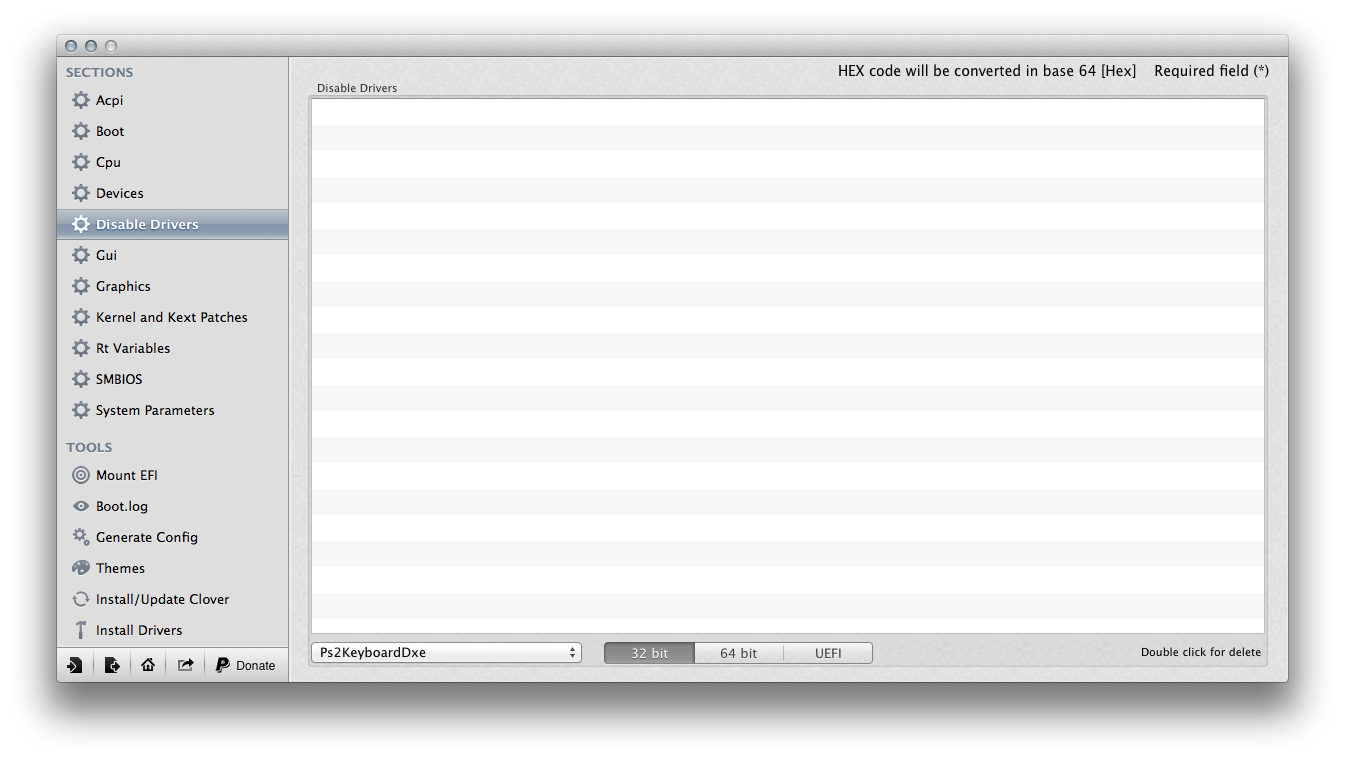 SECTIONS
Acpi
Boot
Cpu
Devices
Disable Drivers
Gui
Graphics
Kernel and Kext Patches
Rt Variables
SMBIOS
System Parameters
TOOLS
Mount EFI
Boot.log
Generate Config
Themes
Install/Update Clover
Install Drivers
Donate
HEX code will be converted in base 64 [Hex] Required field (*)
Disable Drivers
Ps2KeyboardDxe 32 bit 64 bit UEFI Double click for delete